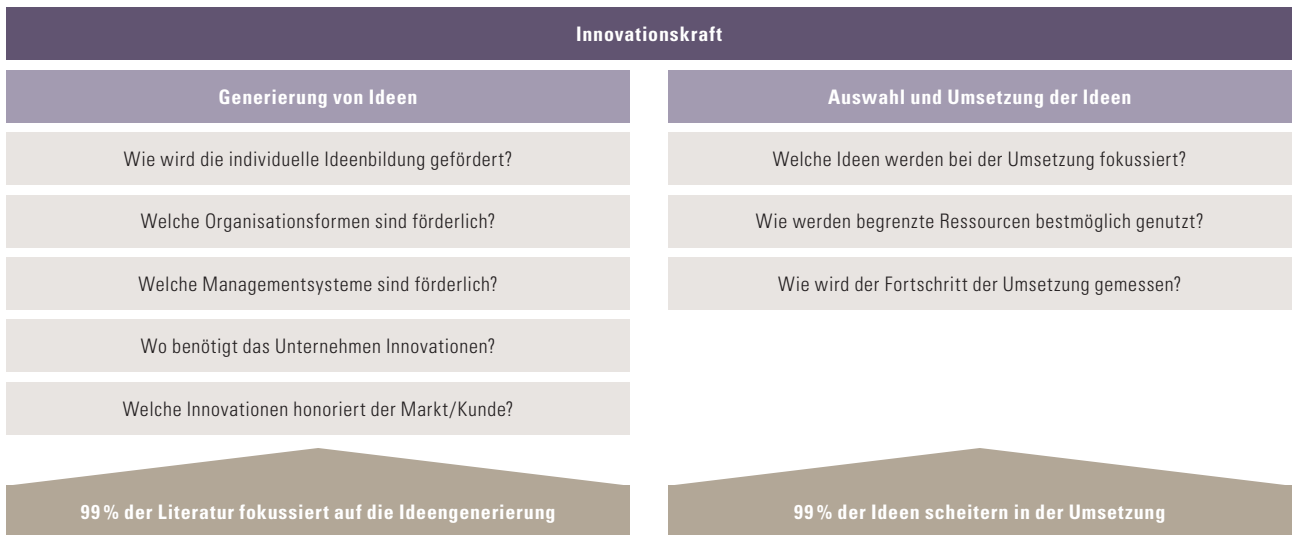 Innovationskraft
Generierung von Ideen
Wie wird die individuelle Ideenbildung gefördert?
Welche Organisationsformen sind förderlich?
Welche Managementsysteme sind förderlich?
Wo benötigt das Unternehmen Innovationen?
Welche Innovationen honoriert der Markt/Kunde?
99 % der Literatur fokussiert auf die Ideengenerierung
Auswahl und Umsetzung der Ideen
Welche Ideen werden bei der Umsetzung fokussiert?
Wie werden begrenzte Ressourcen bestmöglich genutzt?
Wie wird der Fortschritt der Umsetzung gemessen?
99 % der Ideen scheitern in der Umsetzung